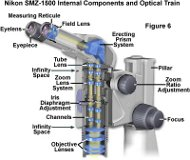 Nikon SMZ-1500 Internal Components and Optical Train
Measuring Reticule
Field Lens
Figure 6
Eyelens
Erecting
Prism
System
Eyepiece
Tube
Lens
Pillar
Infinity
Space
Zoom
Lens
System
Zoom
Ratio
Adjustment
Iris
Diaphragm
Adjustment
Channels
Focus
Infinity
Space
Objective
Lenses